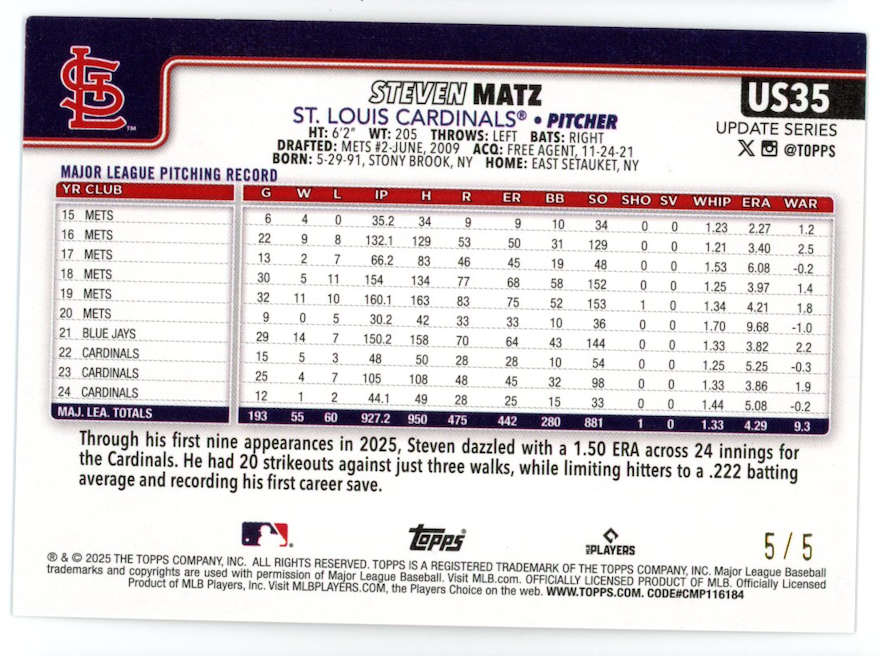 STL
TM
STEVEN MATZ
ST. LOUIS CARDINALS® • PITCHER
HT: 6'2" WT: 205 THROWS: LEFT BATS: RIGHT
DRAFTED: METS #2-JUNE, 2009 ACQ: FREE AGENT, 11-24-21
BORN: 5-29-91, STONY BROOK, NY HOME: EAST SETAUKET, NY
US35
UPDATE SERIES
X @TOPPS
MAJOR LEAGUE PITCHING RECORD
YR CLUB G W L IP H R ER BB SO SHO SV WHIP ERA WAR
15 METS 6 4 0 35.2 34 9 9 10 34 0 0 1.23 2.27 1.2
16 METS 22 9 8 132.1 129 53 50 31 129 0 0 1.21 3.40 2.5
17 METS 13 2 7 66.2 83 46 45 19 48 0 0 1.53 6.08 -0.2
18 METS 30 5 11 154 134 77 68 58 152 0 0 1.25 3.97 1.4
19 METS 32 11 10 160.1 163 83 75 52 153 1 0 1.34 4.21 1.8
20 METS 9 0 5 30.2 42 33 33 10 36 0 0 1.70 9.68 -1.0
21 BLUE JAYS 29 14 7 150.2 158 70 64 43 144 0 0 1.33 3.82 2.2
22 CARDINALS 15 5 3 48 50 28 28 10 54 0 0 1.25 5.25 -0.3
23 CARDINALS 25 4 7 105 108 48 45 32 98 0 0 1.33 3.86 1.9
24 CARDINALS 12 1 2 44.1 49 28 25 15 33 0 0 1.44 5.08 -0.2
MAJ. LEA. TOTALS 193 55 60 927.2 950 475 442 280 881 1 0 1.33 4.29 9.3
Through his first nine appearances in 2025, Steven dazzled with a 1.50 ERA across 24 innings for
the Cardinals. He had 20 strikeouts against just three walks, while limiting hitters to a .222 batting
average and recording his first career save.
Topps
MLB PLAYERS
5/5
® & © 2025 THE TOPPS COMPANY, INC. ALL RIGHTS RESERVED. TOPPS IS A REGISTERED TRADEMARK OF THE TOPPS COMPANY, INC. Major League Baseball
trademarks and copyrights are used with permission of Major League Baseball. Visit MLB.com. OFFICIALLY LICENSED PRODUCT OF MLB. Officially Licensed
Product of MLB Players, Inc. Visit MLBPLAYERS.COM, the Players Choice on the web. WWW.TOPPS.COM. CODE#CMP116184